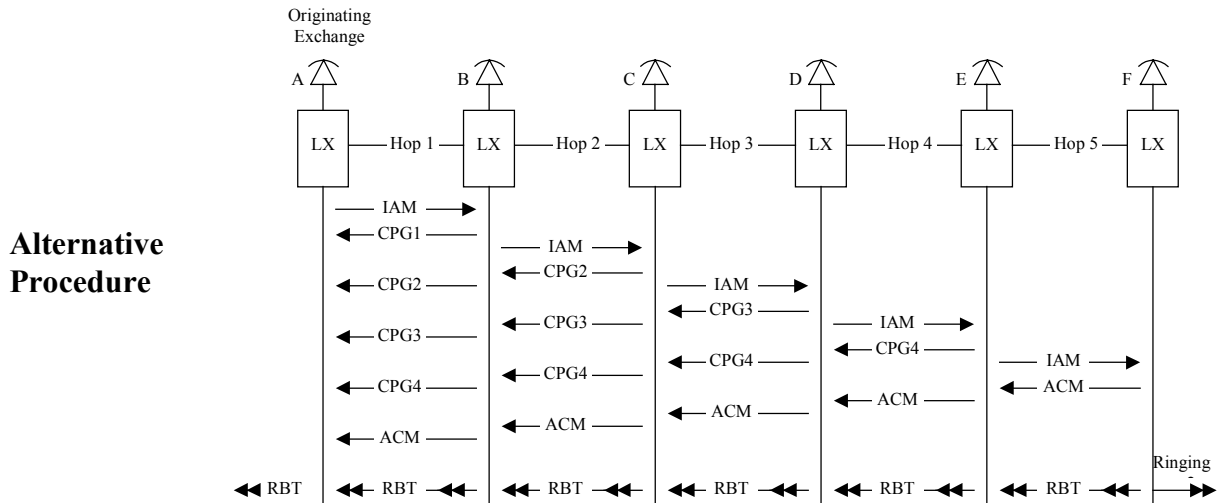 Originating
Exchange
A B C D E F
LX Hop 1 LX Hop 2 LX Hop 3 LX Hop 4 LX Hop 5 LX
IAM
CPG1 IAM
Alternative
Procedure
CPG2
CPG2 IAM
CPG3
CPG3 CPG3 IAM
CPG4
CPG4 IAM
CPG4 CPG4 ACM
ACM
ACM
ACM
ACM
Ringing
RBT RBT RBT RBT RBT RBT